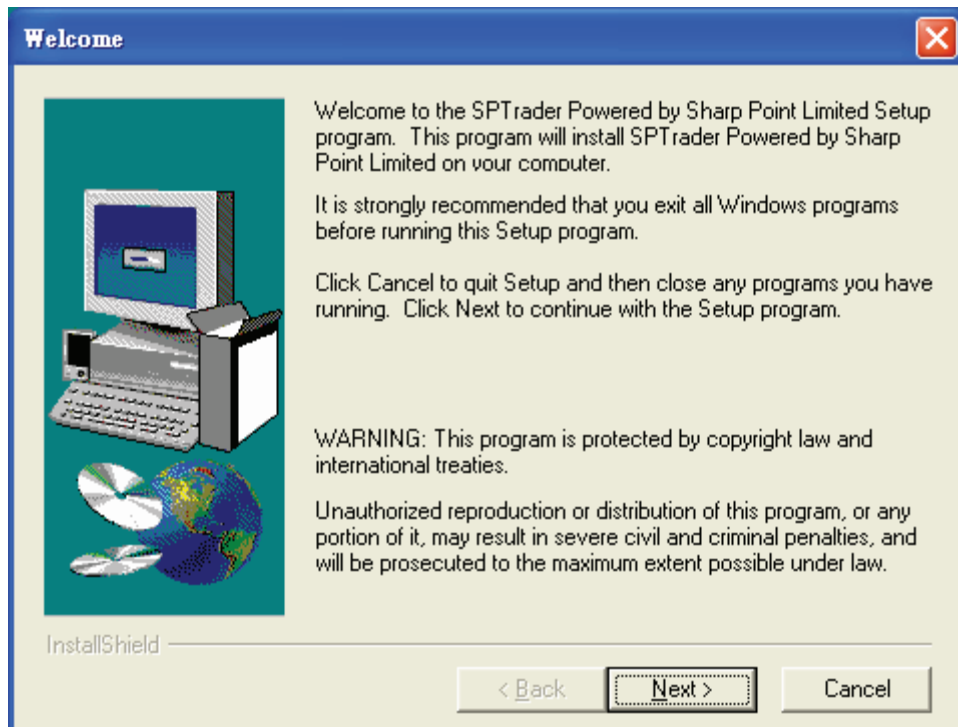 Welcome
Welcome to the SPTrader Powered by Sharp Point Limited Setup
program.  This program will install SPTrader Powered by Sharp
Point Limited on your computer.
It is strongly recommended that you exit all Windows programs
before running this Setup program.
Click Cancel to quit Setup and then close any programs you have
running.  Click Next to continue with the Setup program.
WARNING: This program is protected by copyright law and
international treaties.
Unauthorized reproduction or distribution of this program, or any
portion of it, may result in severe civil and criminal penalties, and
will be prosecuted to the maximum extent possible under law.
InstallShield
< Back Next > Cancel